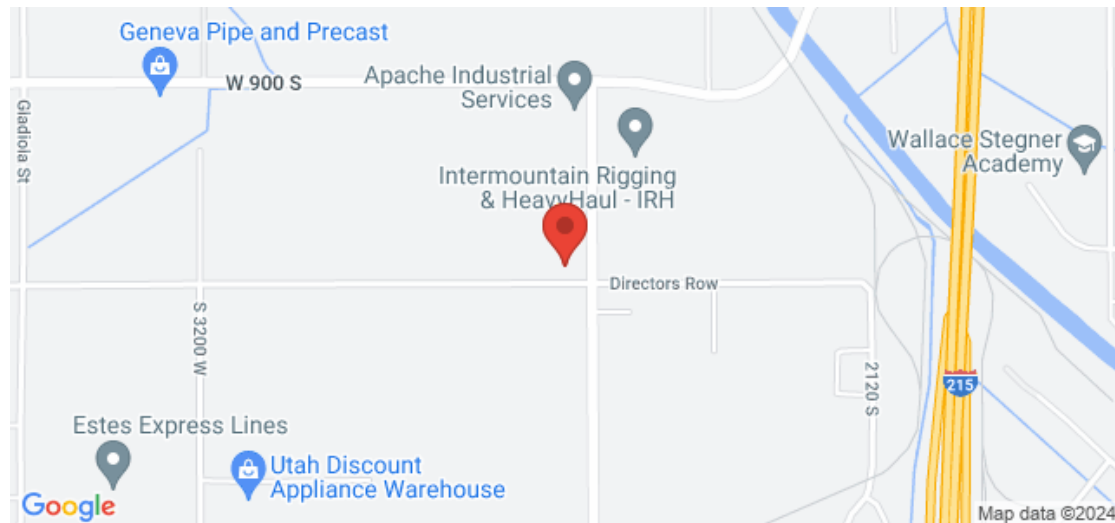 Geneva Pipe and Precast
W 900 S
Apache Industrial
Services
Gladiola St
Wallace Stegner
Academy
Intermountain Rigging
& HeavyHaul - IRH
Directors Row
S 3200 W
2120 S
215
Estes Express Lines
Utah Discount
Appliance Warehouse
Google
Map data ©2024